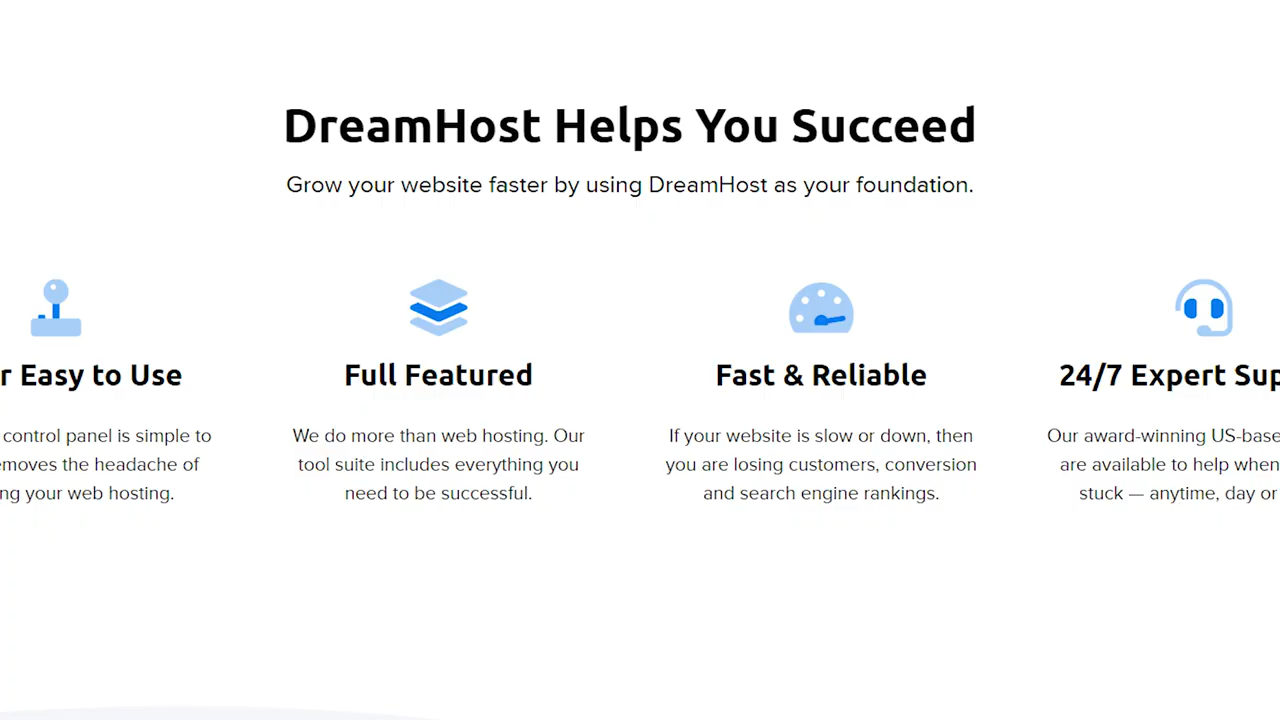 DreamHost Helps You Succeed
Grow your website faster by using DreamHost as your foundation.
Easy to Use
control panel is simple to
the headache of
your web hosting.
Full Featured
We do more than web hosting. Our
tool suite includes everything you
need to be successful.
Fast & Reliable
If your website is slow or down, then
you are losing customers, conversion
and search engine rankings.
24/7 Expert
Our award-winning
are available to help
stuck — anytime, day or